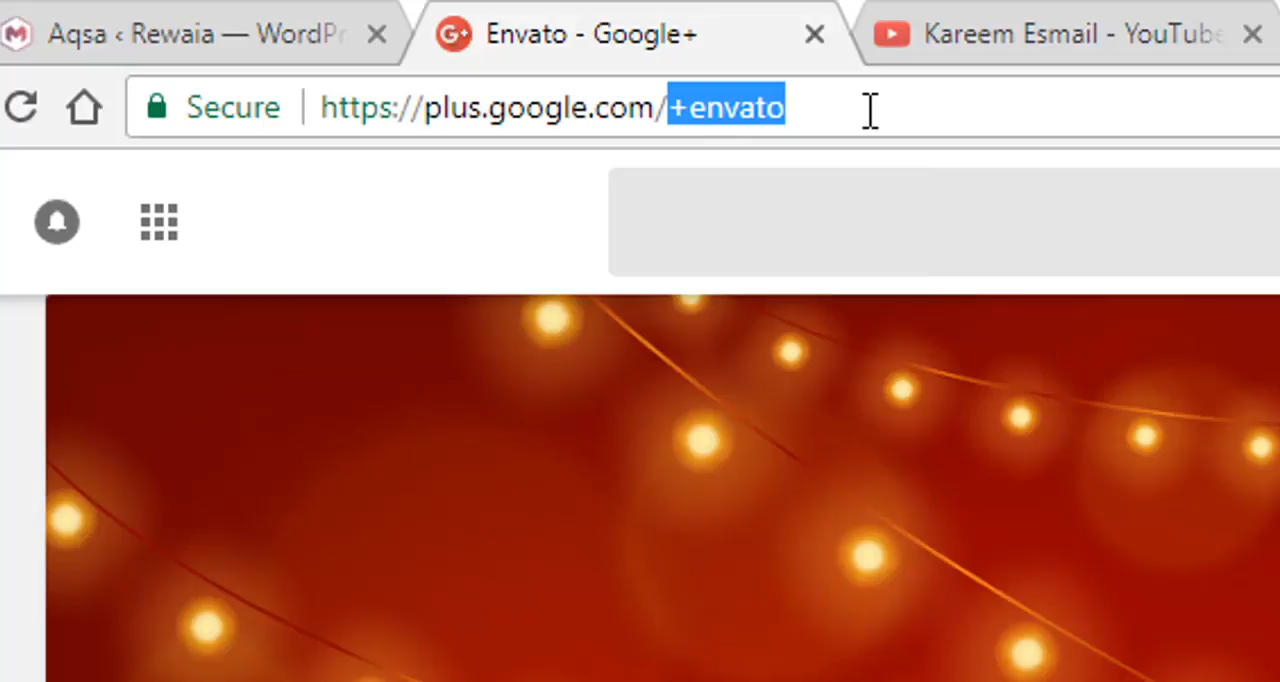 Aqsa ‹ Rewaia — WordPr
Envato - Google+
Kareem Esmail - YouTube
Secure
https://plus.google.com/+envato